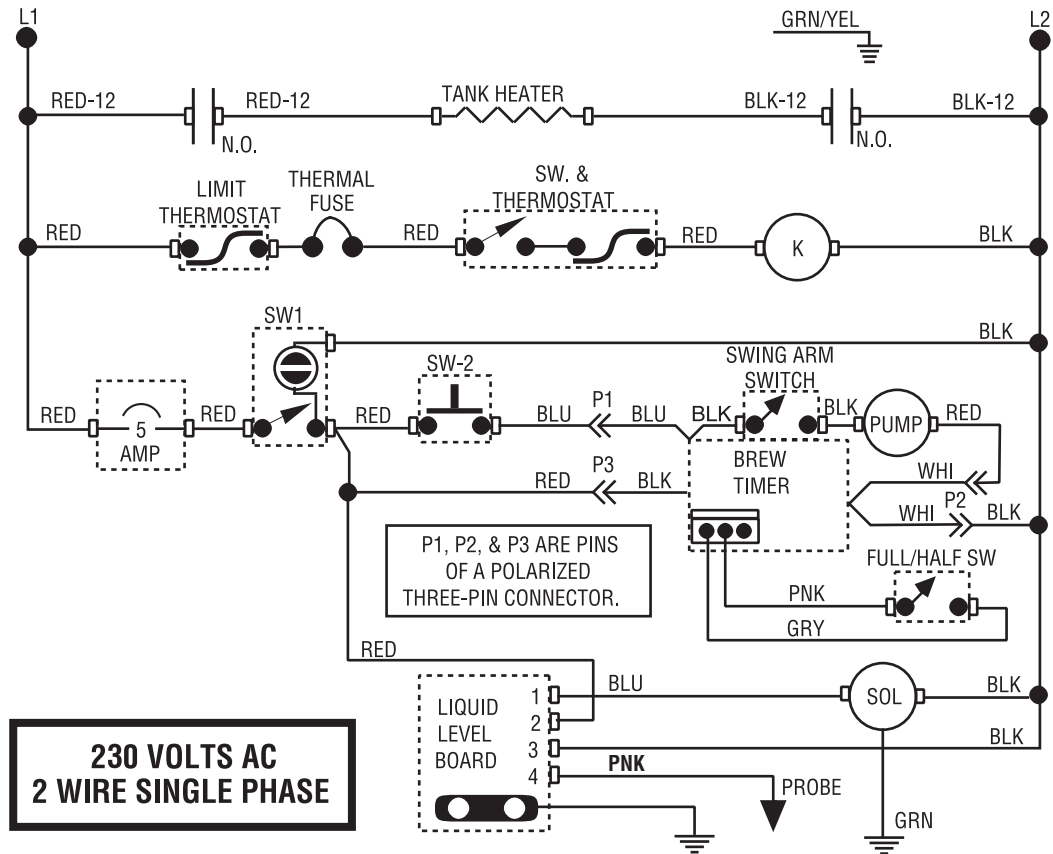 L1
GRN/YEL
L2
RED-12
RED-12
TANK HEATER
BLK-12
BLK-12
N.O.
N.O.
LIMIT
THERMOSTAT
THERMAL
FUSE
SW. &
THERMOSTAT
RED
RED
RED
K
BLK
SW1
BLK
SW-2
SWING ARM
SWITCH
RED
5
AMP
RED
RED
BLU
P1
BLU
BLK
BLK
PUMP
RED
BREW
TIMER
RED
P3
BLK
WHI
WHI
P2
BLK
P1, P2, & P3 ARE PINS
OF A POLARIZED
THREE-PIN CONNECTOR.
FULL/HALF SW
PNK
GRY
RED
LIQUID
LEVEL
BOARD
1
2
3
4
BLU
SOL
BLK
BLK
PNK
PROBE
GRN
230 VOLTS AC
2 WIRE SINGLE PHASE